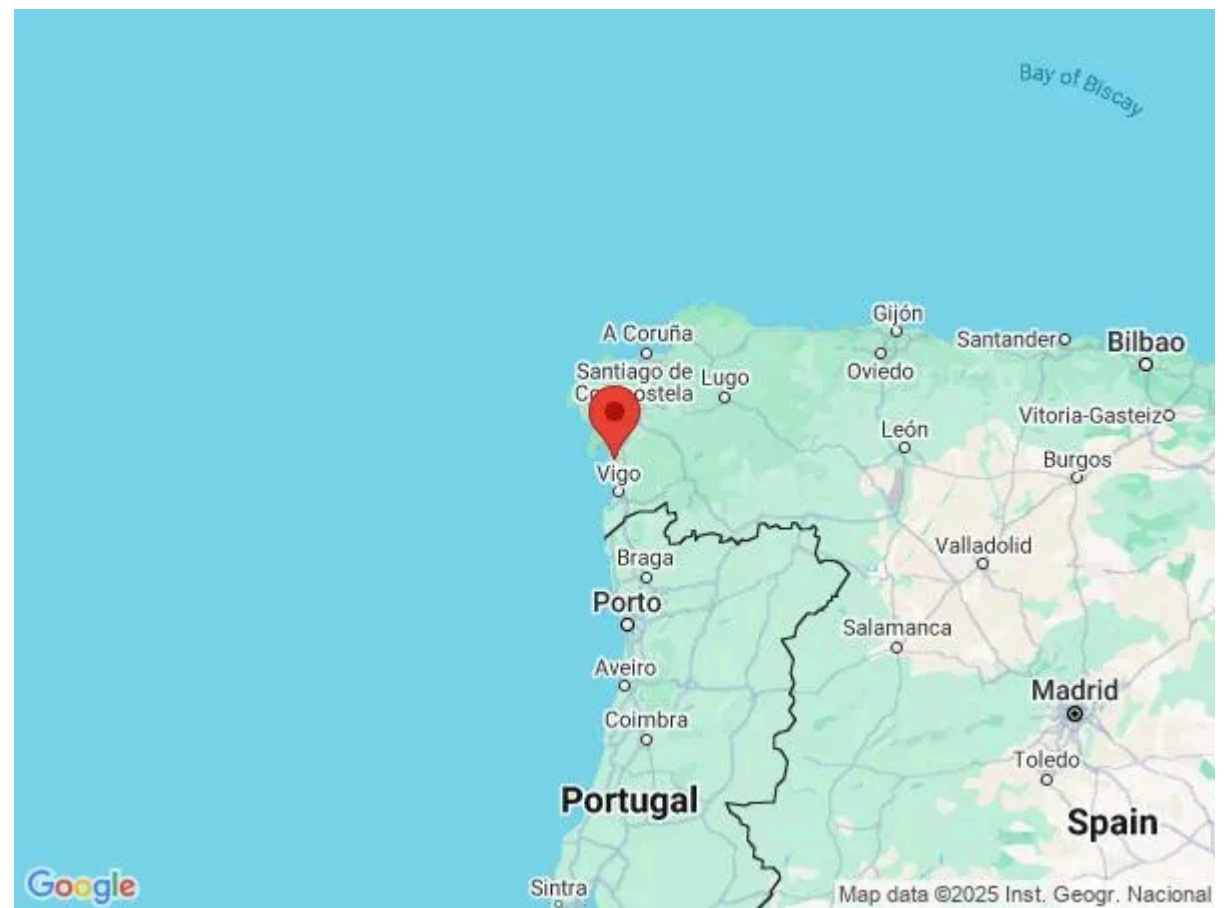 Bay of Biscay
Gijón
A Coruña
Santander
Bilbao
Santiago de
Lugo
Oviedo
Vitoria-Gasteiz
León
Burgos
Vigo
Valladolid
Braga
Porto
Salamanca
Aveiro
Madrid
Coimbra
Toledo
Portugal
Spain
Google
Sintra
Map data ©2025 Inst. Geogr. Nacional